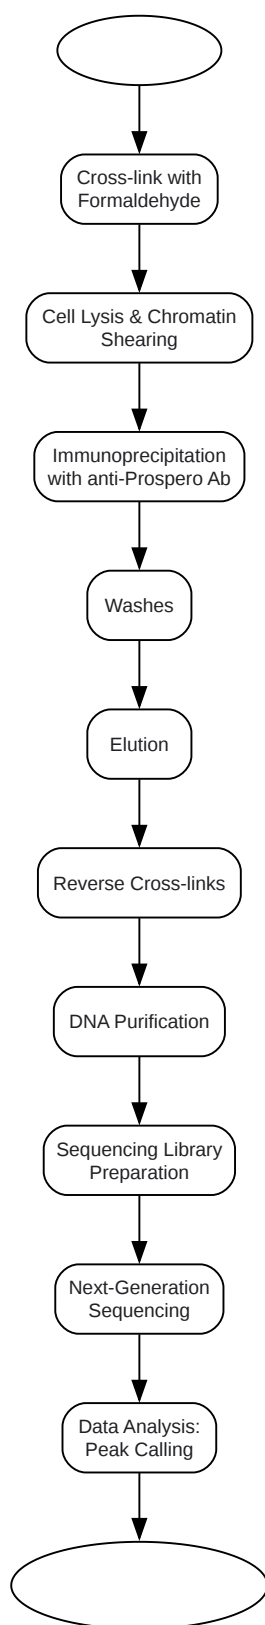 Cross-link with
Formaldehyde
Cell Lysis & Chromatin
Shearing
Immunoprecipitation
with anti-Prospero Ab
Washes
Elution
Reverse Cross-links
DNA Purification
Sequencing Library
Preparation
Next-Generation
Sequencing
Data Analysis:
Peak Calling